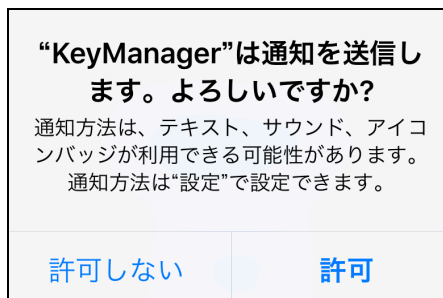 “KeyManager”は通知を送信し
ます。よろしいですか?
通知方法は、テキスト、サウンド、アイコ
ンバッジが利用できる可能性があります。
通知方法は“設定”で設定できます。
許可しない
許可